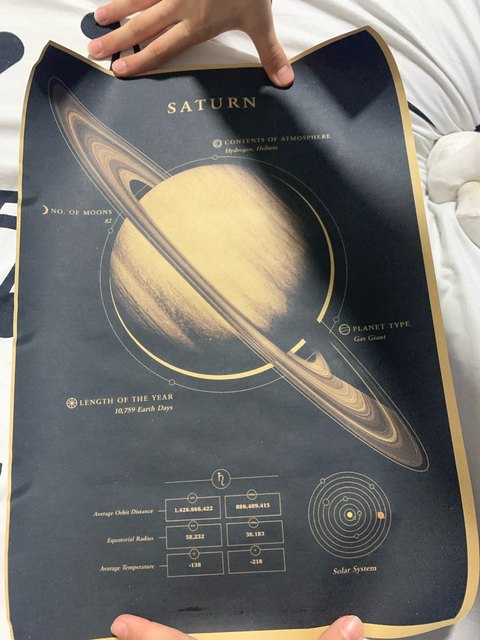 SATURN
CONTENTS OF ATMOSPHERE
Hydrogen, Helium
NO. OF MOONS
82
PLANET TYPE
Gas Giant
LENGTH OF THE YEAR
10,759 Earth Days
Average Orbit Distance
1,426,666,422
886,489,415
Equatorial Radius
58,232
36,183
Average Temperature
-138
-218
Solar System